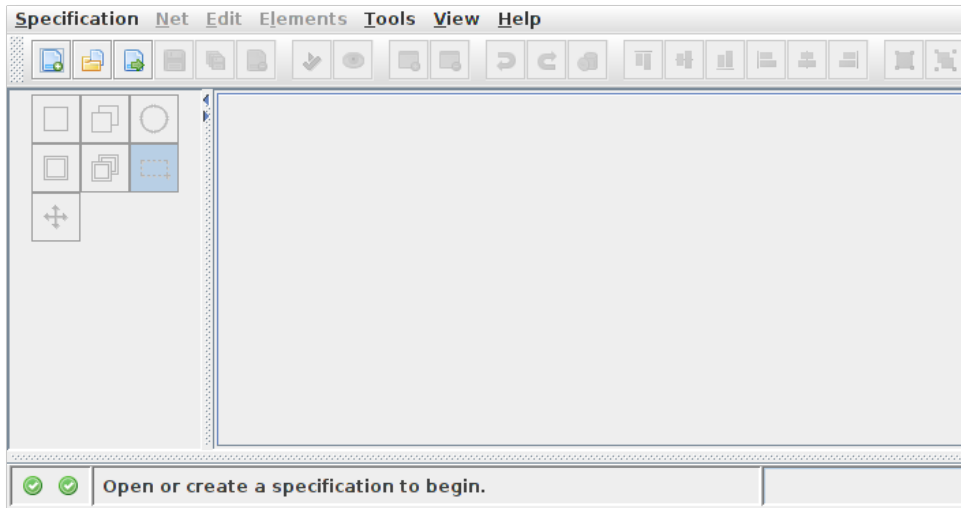 Specification Net Edit Elements Tools View Help
Open or create a specification to begin.